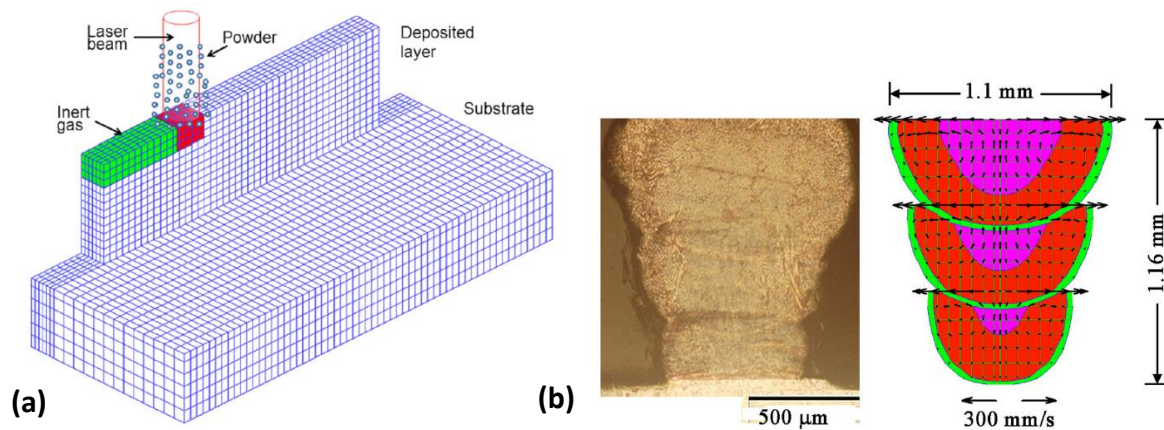 Laser
beam
Powder
Deposited
layer
Substrate
Inert
gas
(a)
1.1 mm
1.16 mm
500 μm
300 mm/s
(b)